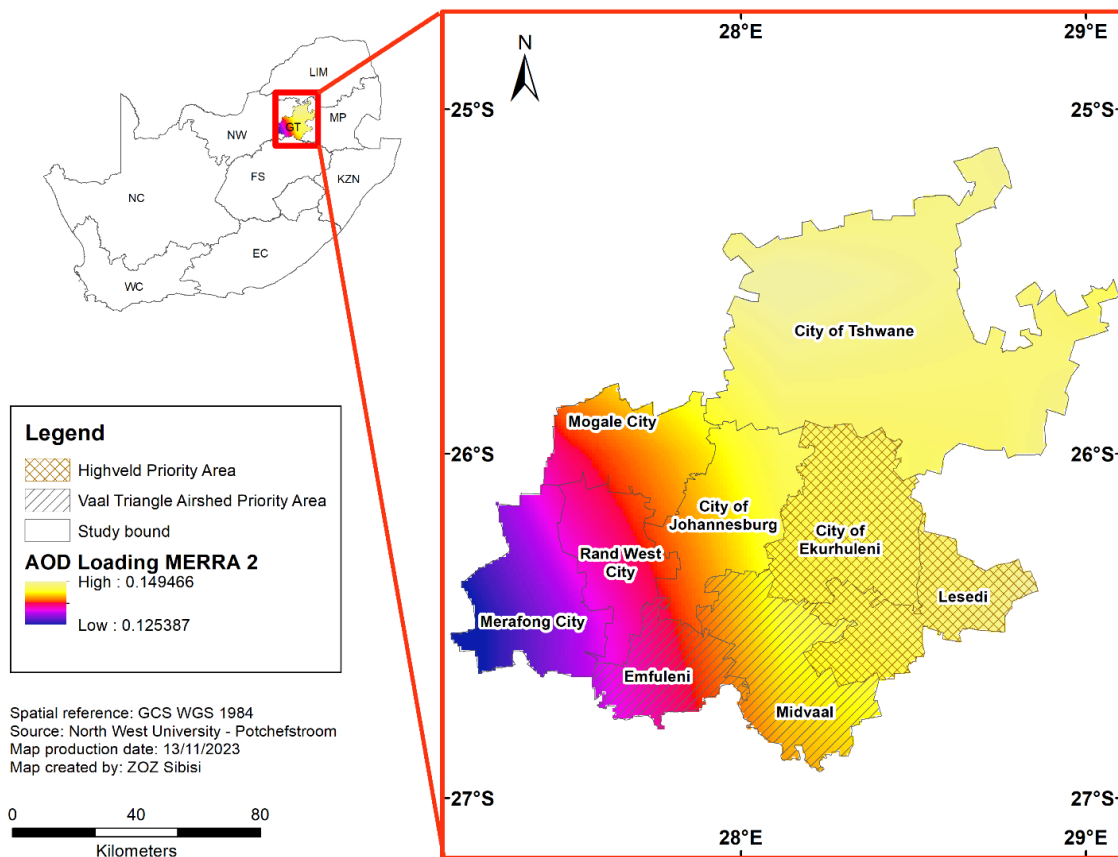 LIM
NW
GT
MP
FS
KZN
NC
EC
WC
Legend
Highveld Priority Area
Vaal Triangle Airshed Priority Area
Study bound
AOD Loading MERRA 2
High : 0.149466
Low : 0.125387
Spatial reference: GCS WGS 1984
Source: North West University - Potchefstroom
Map production date: 13/11/2023
Map created by: ZOZ Sibisi
0 40 80
Kilometers
28°E 29°E
N
25°S 25°S
City of Tshwane
Mogale City
26°S 26°S
City of
Johannesburg
City of
Ekurhuleni
Rand West
City
Lesedi
Merafong City
Emfuleni
Midvaal
27°S 27°S
28°E 29°E